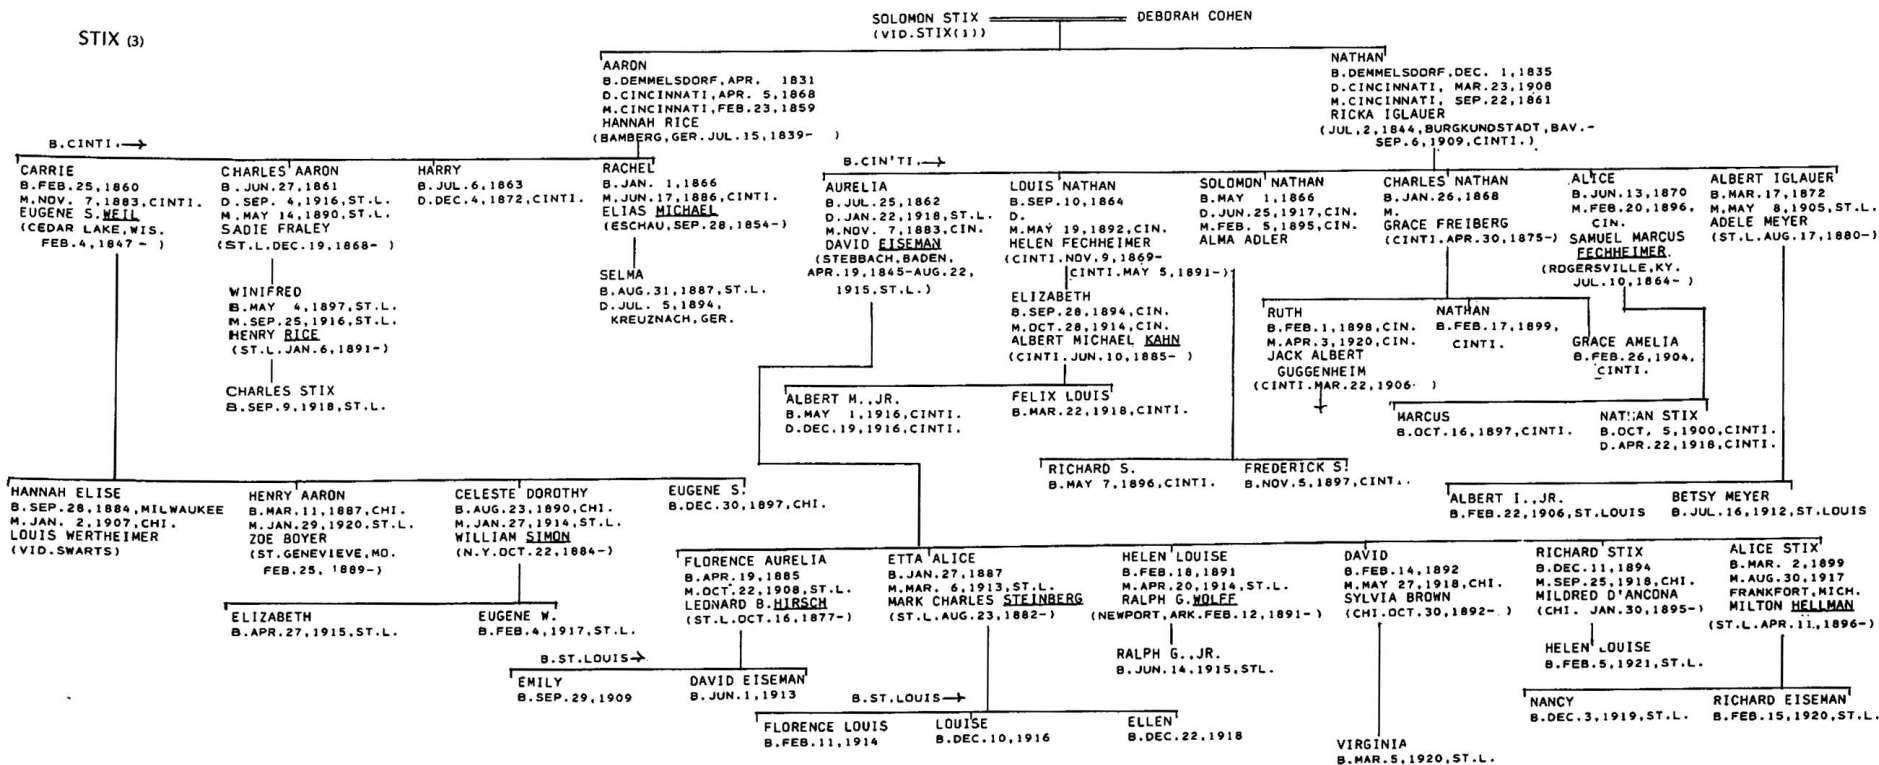 STIX (3)
SOLOMON STIX
(VID.STIX(1))
DEBORAH COHEN
AARON
B.DEMMELSDORF,APR. 1831
D.CINCINNATI,APR. 5,1868
M.CINCINNATI,FEB.23,1859
HANNAH RICE
(BAMBERG,GER.JUL.15,1839- )
NATHAN
B.DEMMELSDORF,DEC. 1,1835
D.CINCINNATI, MAR.23,1908
M.CINCINNATI, SEP.22,1861
RICKA IGLAUER
(JUL,2,1844,BURGKUNDSTADT,BAV.-
SEP.6,1909,CINTI.)
B.CINTI.→
CARRIE
B.FEB.25,1860
M.NOV. 7,1883,CINTI.
EUGENE S.WEIL
(CEDAR LAKE,WIS.
FEB.4,1847 - )
CHARLES AARON
B.JUN.27,1861
D.SEP. 4,1916,ST.L.
M.MAY 14,1890,ST.L.
SADIE FRALEY
(ST.L.DEC.19,1868- )
HARRY
B.JUL.6,1863
D.DEC.4,1872,CINTI.
RACHEL
B.JAN. 1,1866
M.JUN.17,1886,CINTI.
ELIAS MICHAEL
(ESCHAU,SEP.28,1854- )
B.CIN'TI.→
AURELIA
B.JUL.25,1862
D.JAN.22,1918,ST.L.
M.NOV. 7,1883,CIN.
DAVID EISEMAN
(STEBBACH,BADEN,
APR.19,1845-AUG.22,
1915,ST.L.)
LOUIS NATHAN
B.SEP.10,1864
D.
M.MAY 19,1892,CIN.
HELEN FECHHEIMER
(CINTI.NOV.9,1869-
SOLOMON NATHAN
B.MAY 1,1866
D.JUN.25,1917,CIN.
M.FEB. 5,1895,CIN.
ALMA ADLER
CINTI.MAY 5,1891-)
CHARLES NATHAN
B.JAN.26,1868
M.
GRACE FREIBERG
(CINTI.APR.30,1875-)
ALICE
B.JUN.13,1870
M.FEB.20,1896,
CIN.
SAMUEL MARCUS
FECHHEIMER.
(ROGERSVILLE,KY.
JUL.10,1864- )
ALBERT IGLAUER
B.MAR.17,1872
M.MAY 8,1905,ST.L.
ADELE MEYER
(ST.L.AUG.17,1880-)
WINIFRED
B.MAY 4,1897,ST.L.
M.SEP.25,1916,ST.L.
HENRY RICE
(ST.L.JAN.6,1891-)
SELMA
B.AUG.31,1887,ST.L.
D.JUL. 5,1894,
KREUZNACH,GER.
ELIZABETH
B.SEP.28,1894,CIN.
M.OCT.28,1914,CIN.
ALBERT MICHAEL KAHN
(CINTI.JUN.10,1885- )
RUTH
B.FEB.1,1898,CIN.
M.APR.3,1920,CIN.
JACK ALBERT
GUGGENHEIM
(CINTI.MAR.22,1906- )
NATHAN
B.FEB.17,1899,
CINTI.
GRACE AMELIA
B.FEB.26,1904,
CINTI.
CHARLES STIX
B.SEP.9,1918,ST.L.
ALBERT M.,JR.
B.MAY 1,1916,CINTI.
D.DEC.19,1916,CINTI.
FELIX LOUIS
B.MAR.22,1918,CINTI.
MARCUS
B.OCT.16,1897,CINTI.
NATHAN STIX
B.OCT. 5,1900,CINTI.
D.APR.22,1918,CINTI.
RICHARD S.
B.MAY 7,1896,CINTI.
FREDERICK S.
B.NOV.5,1897,CINTI.
ALBERT I.,JR.
B.FEB.22,1906,ST.LOUIS
BETSY MEYER
B.JUL.16,1912,ST.LOUIS
HANNAH ELISE
B.SEP.28,1884,MILWAUKEE
M.JAN. 2,1907,CHI.
LOUIS WERTHEIMER
(VID.SWARTS)
HENRY AARON
B.MAR.11,1887,CHI.
M.JAN.29,1920,ST.L.
ZOE BOYER
(ST.GENEVIEVE,MO.
FEB.25, 1889-)
CELESTE DOROTHY
B.AUG.23,1890,CHI.
M.JAN.27,1914,ST.L.
WILLIAM SIMON
(N.Y.OCT.22,1884-)
EUGENE S.
B.DEC.30,1897,CHI.
FLORENCE AURELIA
B.APR.19,1885
M.OCT.22,1908,ST.L.
LEONARD B.HIRSCH
(ST.L.OCT.16,1877-)
ETTA ALICE
B.JAN.27,1887
M.MAR. 6,1913,ST.L.
MARK CHARLES STEINBERG
(ST.L.AUG.23,1882-)
HELEN LOUISE
B.FEB.18,1891
M.APR.20,1914,ST.L.
RALPH G.WOLFF
(NEWPORT,ARK.FEB.12,1891-)
DAVID
B.FEB.14,1892
M.MAY 27,1918,CHI.
SYLVIA BROWN
(CHI.OCT.30,1892- )
RICHARD STIX
B.DEC.11,1894
M.SEP.25,1918,CHI.
MILDRED D'ANCONA
(CHI. JAN.30,1895-)
ALICE STIX
B.MAR. 2,1899
M.AUG.30,1917
FRANKFORT,MICH.
MILTON HELLMAN
(ST.L.APR.11,1896-)
ELIZABETH
B.APR.27,1915,ST.L.
EUGENE W.
B.FEB.4,1917,ST.L.
RALPH G.,JR.
B.JUN.14,1915,STL.
HELEN LOUISE
B.FEB.5,1921,ST.L.
B.ST.LOUIS→
EMILY
B.SEP.29,1909
DAVID EISEMAN
B.JUN.1,1913
B.ST.LOUIS→
FLORENCE LOUIS
B.FEB.11,1914
LOUISE
B.DEC.10,1916
ELLEN
B.DEC.22,1918
NANCY
B.DEC.3,1919,ST.L.
RICHARD EISEMAN
B.FEB.15,1920,ST.L.
VIRGINIA
B.MAR.5,1920,ST.L.